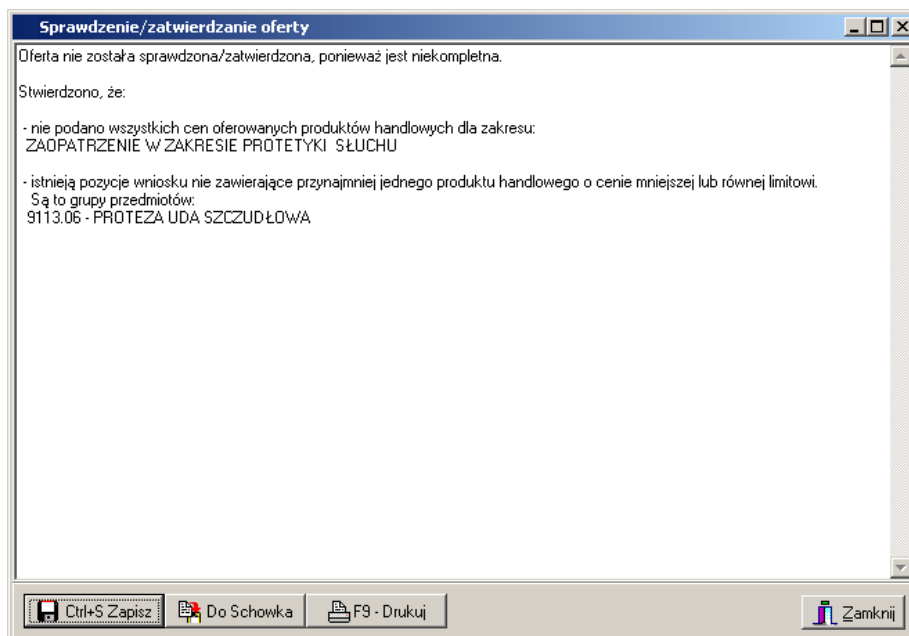 Sprawdzenie/zatwierdzanie oferty
Oferta nie została sprawdzona/zatwierdzona, ponieważ jest niekompletna.
Stwierdzono, że:
- nie podano wszystkich cen oferowanych produktów handlowych dla zakresu:
ZAOPATRZENIE W ZAKRESIE PROTETYKI SŁUCHU
- istnieją pozycje wniosku nie zawierające przynajmniej jednego produktu handlowego o cenie mniejszej lub równej limitowi.
Są to grupy przedmiotów:
9113.06 - PROTEZA UDA SZCZUDŁOWA
Ctrl+S Zapisz
Do Schowka
F9 - Drukuj
Zamknij